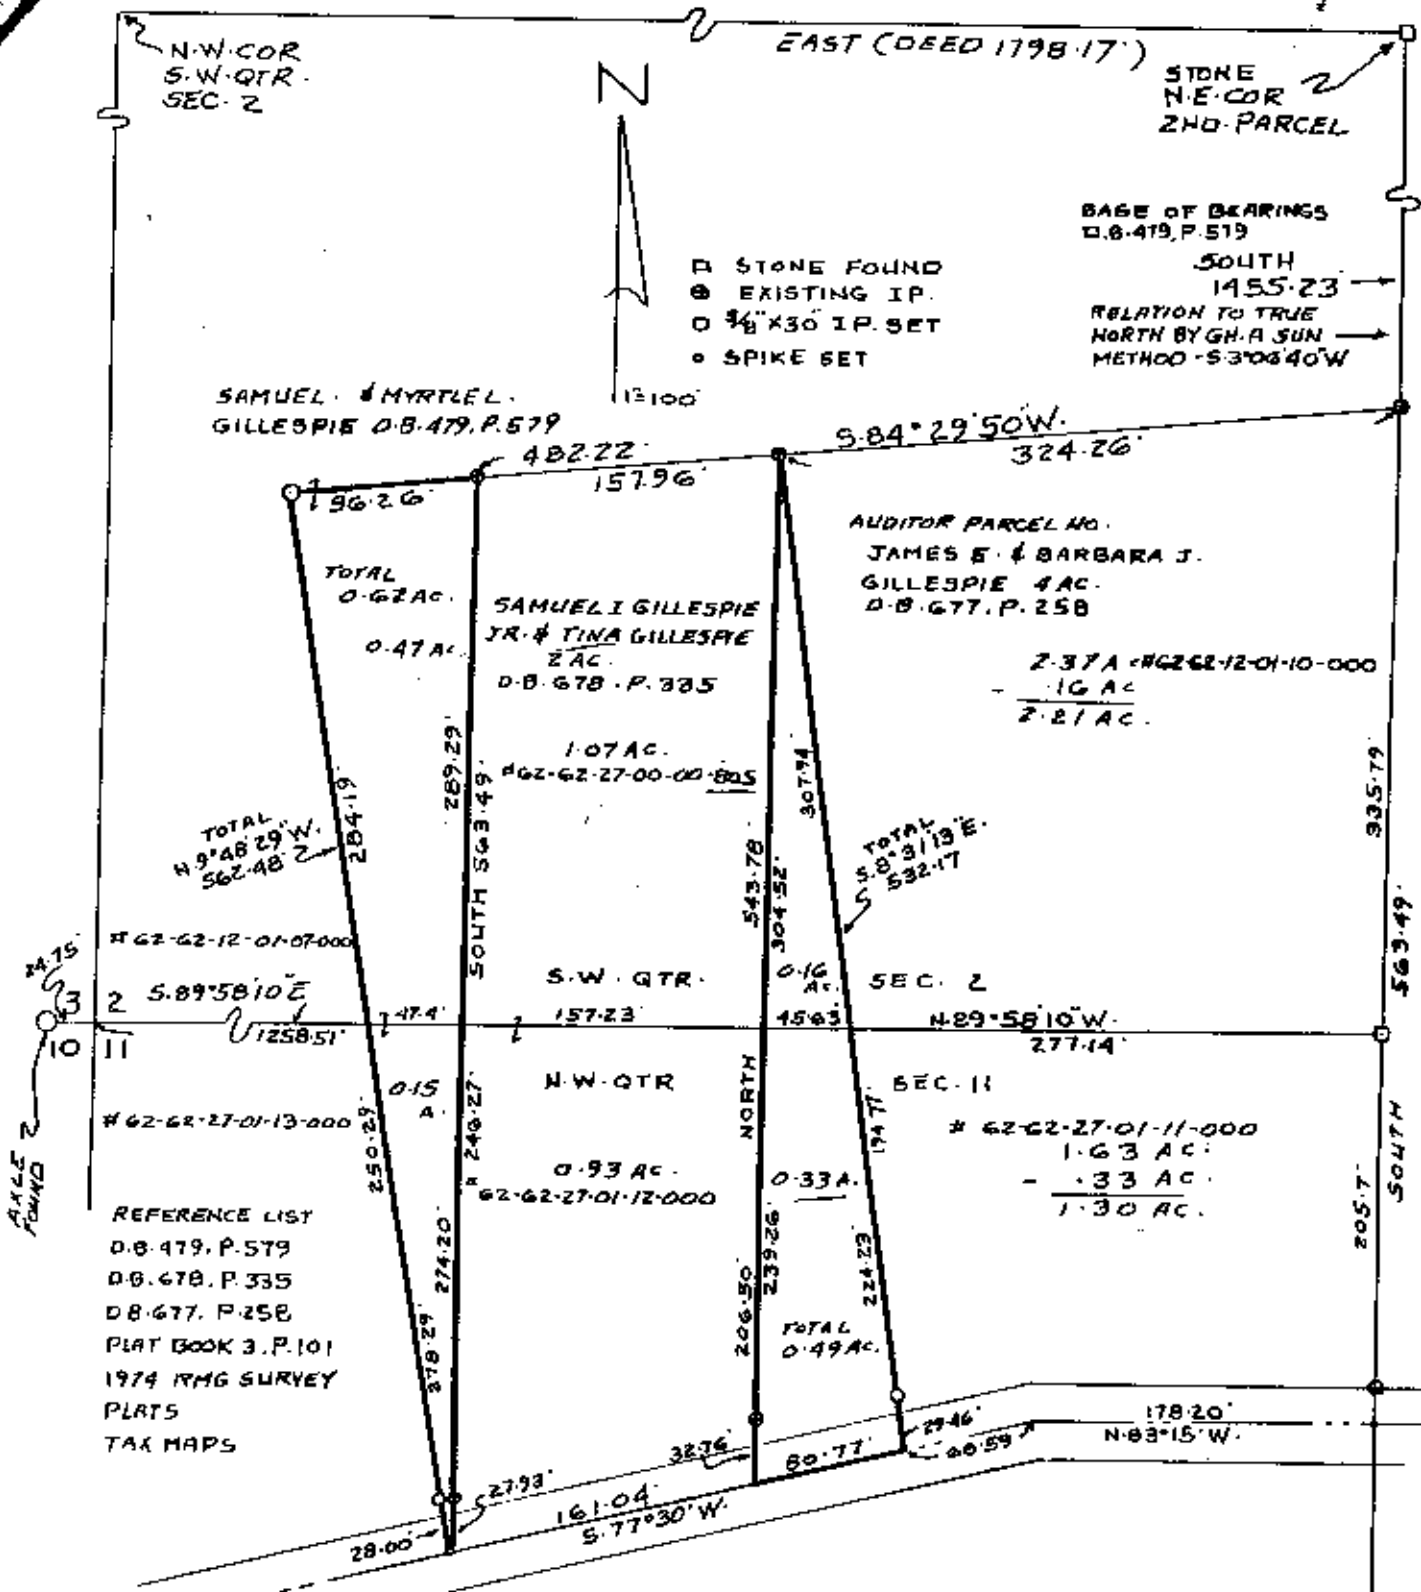 EAST (DEED 1798.17')
N.W. COR
S.W. QTR.
SEC. 2
STONE
N.E. COR
2ND. PARCEL
N
BASE OF BEARINGS
D.B. 479, P. 579
SOUTH
1455.23
RELATION TO TRUE
NORTH BY GH. A SUN
METHOD - S.3°06'40"W
STONE FOUND
EXISTING I.P.
5/8" X 30" I.P. SET
SPIKE SET
1"=100'
SAMUEL. & MYRTLE L.
GILLESPIE D.B. 479, P. 579
482.22'
157.96'
S.84°29'50"W.
324.26'
96.26'
TOTAL
0.62 AC.
0.47 AC.
SAMUEL I GILLESPIE
JR. & TINA GILLESPIE
2 AC.
D.B. 678. P. 335
1.07 AC.
#62-62-27-00-00-805
AUDITOR PARCEL NO.
JAMES E. & BARBARA J.
GILLESPIE 4 AC.
D.B. 677, P. 258
2.37 A #62-62-12-01-10-000
- .16 AC
2.21 AC.
TOTAL
N.9°48'29"W.
562.48'
284.19'
289.29'
SOUTH 563.49'
543.78
304.52'
307.94
TOTAL
S.8°31'13"E.
532.17
335.79
563.49'
#62-62-12-01-07-000
24.75'
3 2
10 11
S.89°58'10"E
1258.51'
47.4'
S.W. QTR.
157.23'
0.16
AC.
45.63'
SEC. 2
N.89°58'10"W.
277.14'
N.W. QTR
SEC. 11
NORTH
SOUTH
0.15
A.
#62-62-27-01-13-000
250.29'
246.27'
0.93 AC.
#62-62-27-01-12-000
0.33 A.
194.77'
# 62-62-27-01-11-000
1.63 AC.
- .33 AC.
1.30 AC.
AXLE
FOUND
REFERENCE LIST
D.B. 479, P. 579
D.B. 678, P. 335
D.B. 677, P. 258
PLAT BOOK 3, P. 101
1974 RMG SURVEY
PLATS
TAX MAPS
278.29'
274.20'
206.50'
239.26'
224.23
205.7'
TOTAL
0.49 AC.
32.76'
80.77'
29.46'
60.59
178.20'
N.83°15'W.
27.93'
28.00'
161.04'
S.77°30'W.